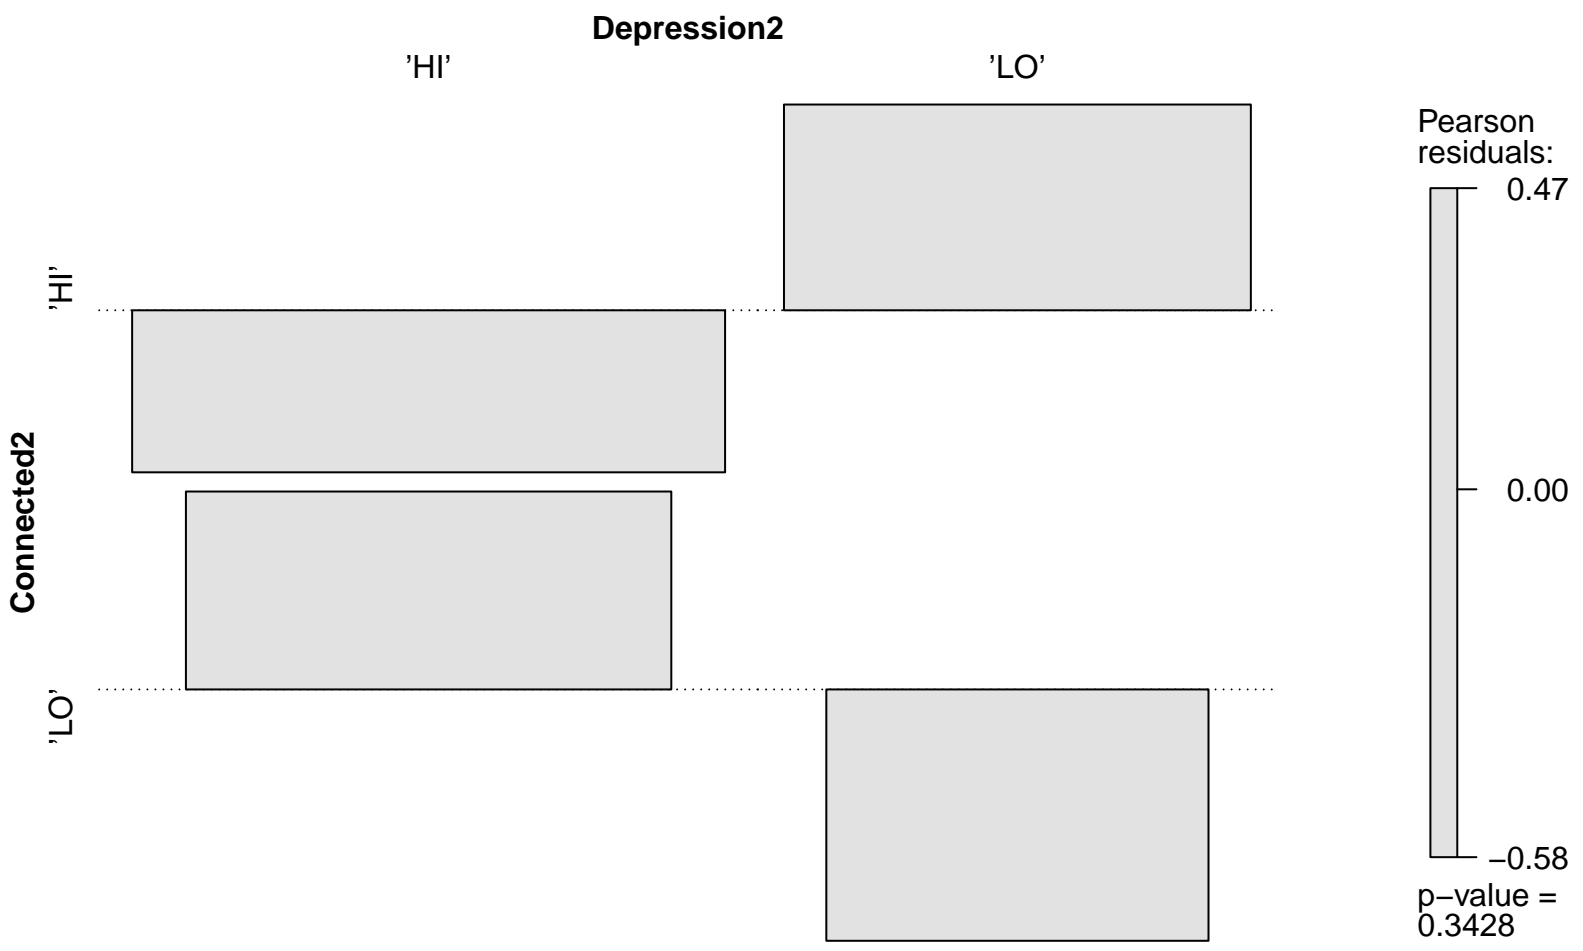 Depression2
’HI’
’LO’
Connected2
’HI’
’LO’
Pearson
residuals:
0.47
0.00
−0.58
p−value =
0.3428